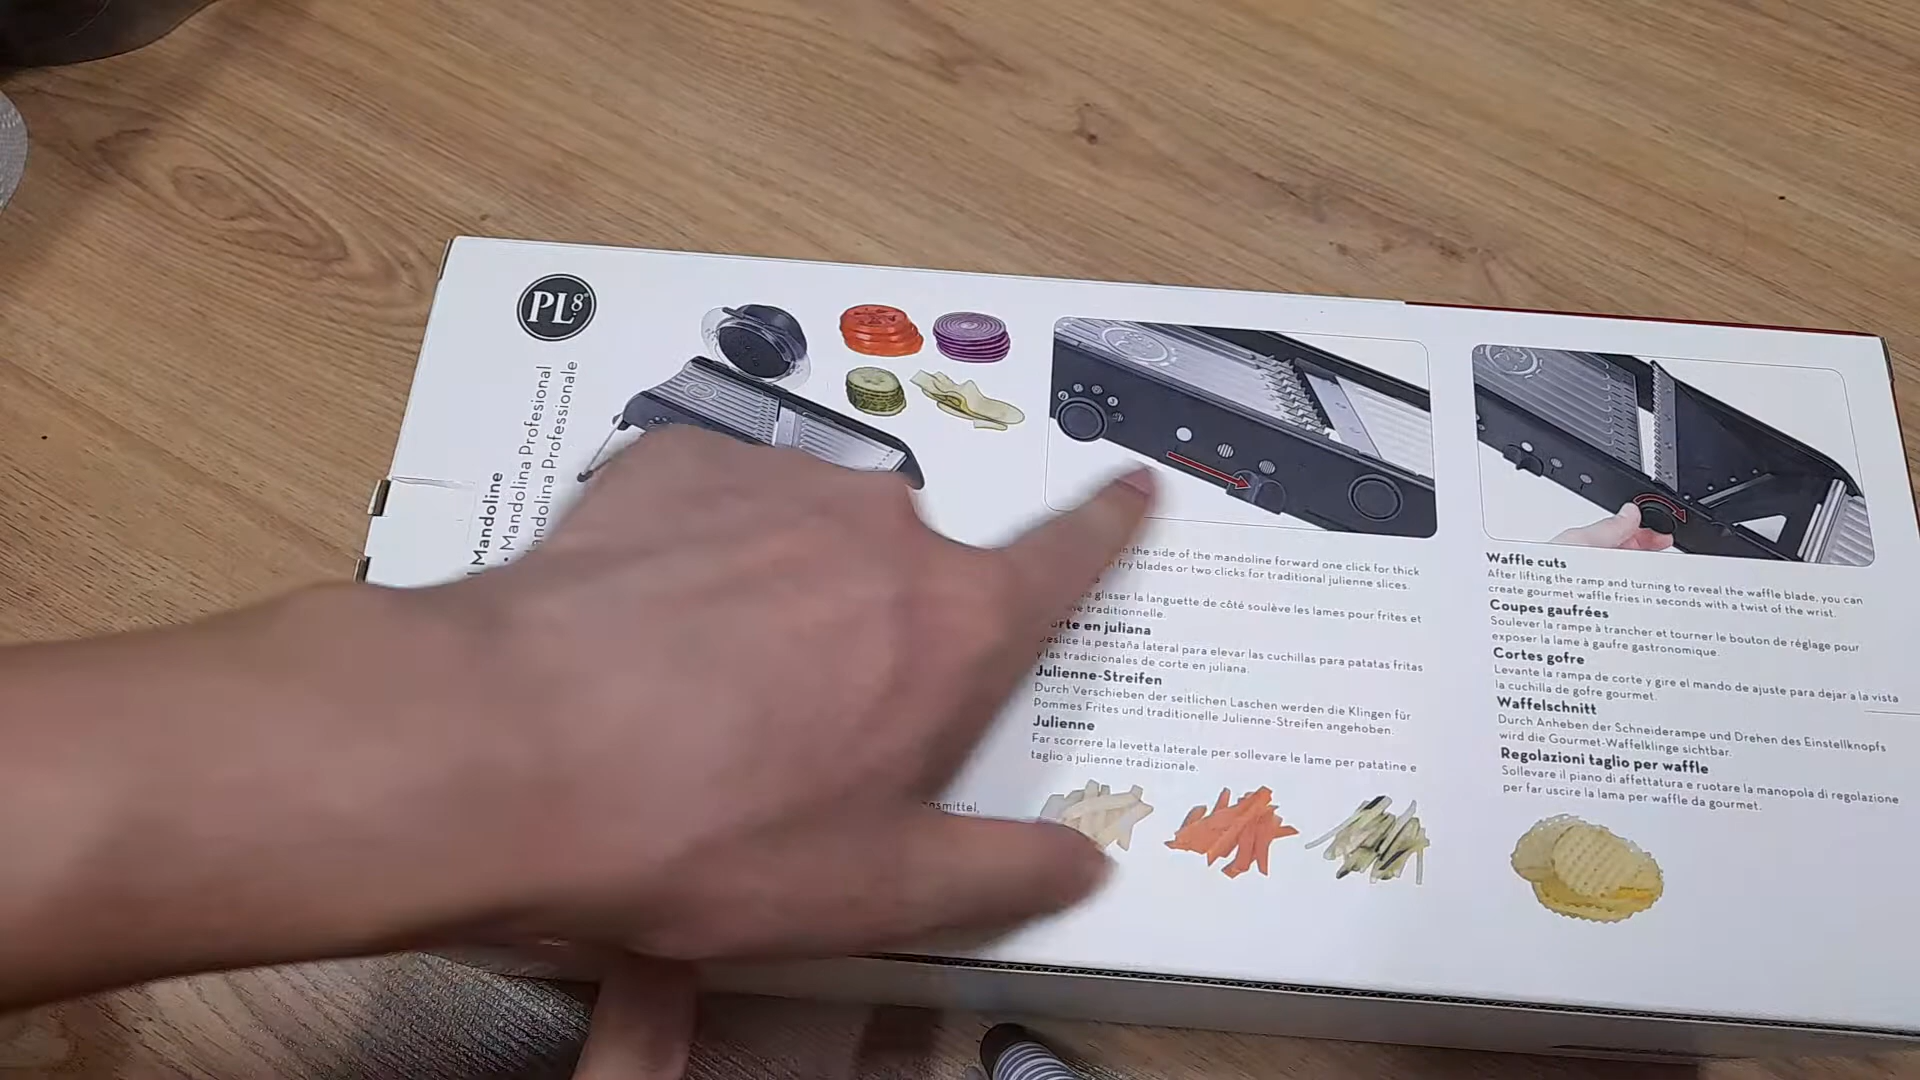 PL8
Mandoline
• Mandolina Profesional
Mandolina Professionale
the side of the mandoline forward one click for thick
fry blades or two clicks for traditional julienne slices.
glisser la languette de côté soulève les lames pour frites et
traditionnelle.
en juliana
Deslice la pestaña lateral para elevar las cuchillas para patatas fritas
y las tradicionales de corte en juliana.
Julienne-Streifen
Durch Verschieben der seitlichen Laschen werden die Klingen für
Pommes Frites und traditionelle Julienne-Streifen angehoben.
Julienne
Far scorrere la levetta laterale per sollevare le lame per patatine e
taglio a julienne tradizionale.
Waffle cuts
After lifting the ramp and turning to reveal the waffle blade, you can
create gourmet waffle fries in seconds with a twist of the wrist.
Coupes gaufrées
Soulever la rampe à trancher et tourner le bouton de réglage pour
exposer la lame à gaufre gastronomique.
Cortes gofre
Levante la rampa de corte y gire el mando de ajuste para dejar a la vista
la cuchilla de gofre gourmet.
Waffelschnitt
Durch Anheben der Schneiderampe und Drehen des Einstellknopfs
wird die Gourmet-Waffelklinge sichtbar.
Regolazioni taglio per waffle
Sollevare il piano di affettatura e ruotare la manopola di regolazione
per far uscire la lama per waffle da gourmet.